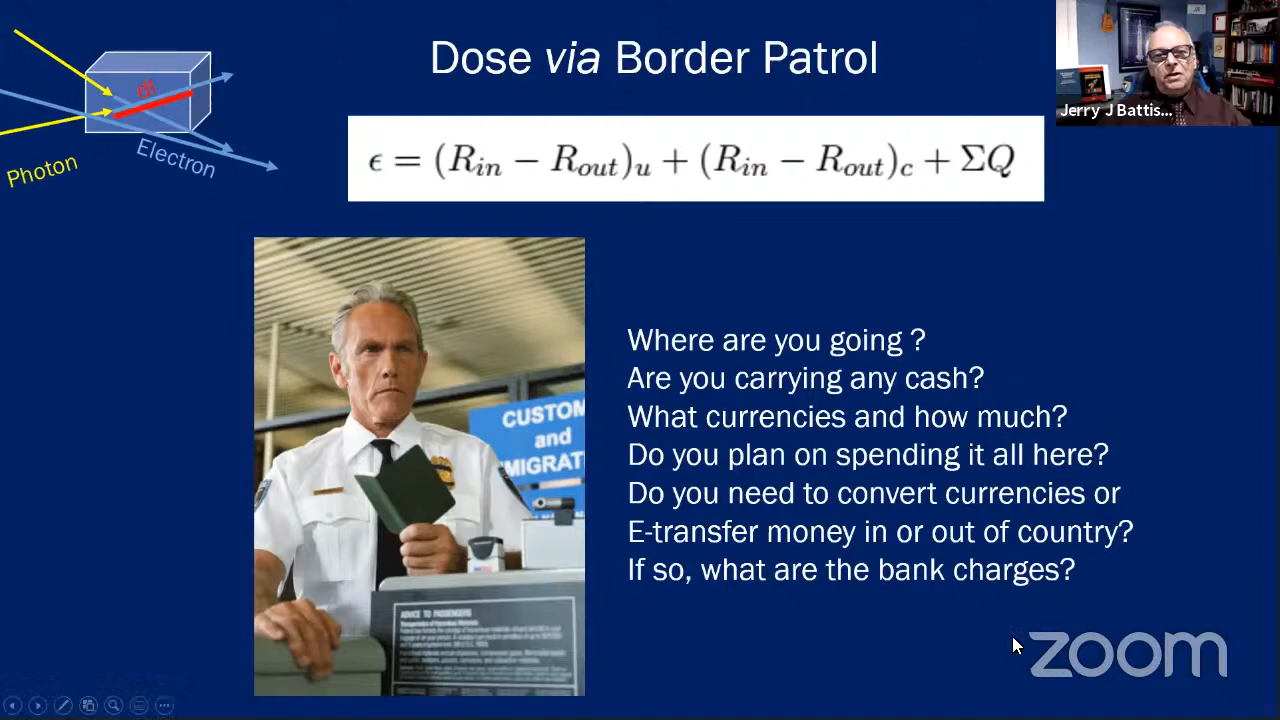 Dose via Border Patrol
dl
Photon
Electron
Jerry J Battis...
ϵ = (R_in − R_out)_u + (R_in − R_out)_c + ΣQ
CUSTOM
and
MIGRAT
Where are you going ?
Are you carrying any cash?
What currencies and how much?
Do you plan on spending it all here?
Do you need to convert currencies or
E-transfer money in or out of country?
If so, what are the bank charges?
ADVICE TO PASSENGERS
zoom